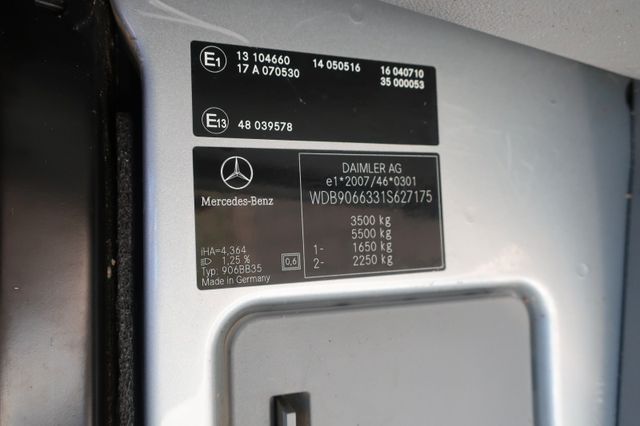 E1 13 104660 14 050516 16 040710
17 A 070530 35 000053
E13 48 039578
DAIMLER AG
e1*2007/46*0301
WDB9066331S627175
Mercedes-Benz
3500 kg
5500 kg
1- 1650 kg
2- 2250 kg
iHA=4,364
1,25 %
Typ: 906BB35
Made in Germany
0,6